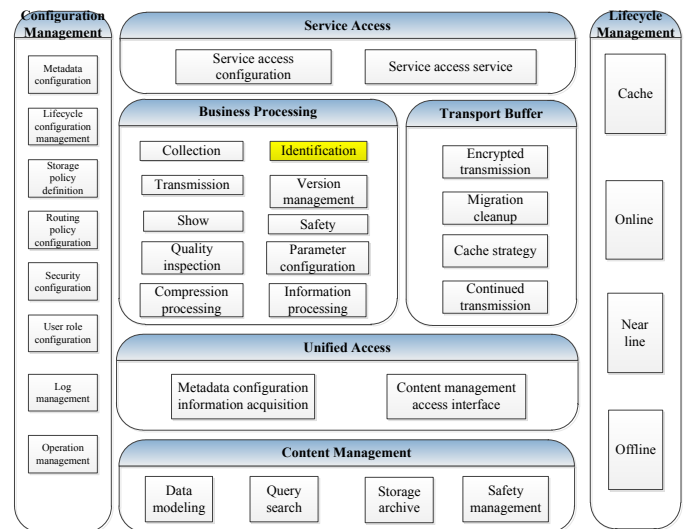 Configuration
Management
Metadata
configuration
Lifecycle
configuration
management
Storage
policy
definition
Routing
policy
configuration
Security
configuration
User role
configuration
Log
management
Operation
management
Service Access
Service access
configuration
Service access service
Business Processing
Collection
Identification
Transmission
Version
management
Show
Safety
Quality
inspection
Parameter
configuration
Compression
processing
Information
processing
Transport Buffer
Encrypted
transmission
Migration
cleanup
Cache strategy
Continued
transmission
Unified Access
Metadata configuration
information acquisition
Content management
access interface
Content Management
Data
modeling
Query
search
Storage
archive
Safety
management
Lifecycle
Management
Cache
Online
Near
line
Offline